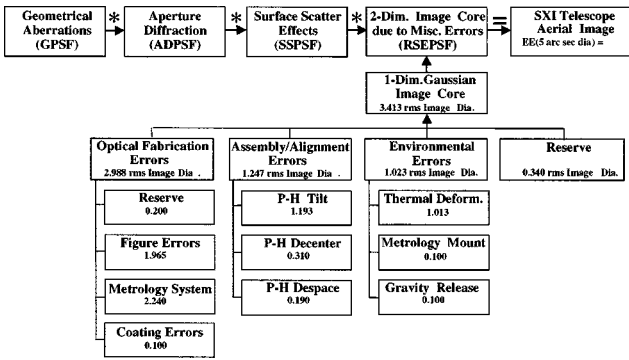 Geometrical
Aberrations
(GPSF)
*
Aperture
Diffraction
(ADPSF)
*
Surface Scatter
Effects
(SSPSF)
*
2-Dim. Image Core
due to Misc. Errors
(RSEPSF)
=
SXI Telescope
Aerial Image
EE(5 arc sec dia) =
1-Dim.Gaussian
Image Core
3.413 rms Image Dia.
Optical Fabrication
Errors
2.988 rms Image Dia .
Reserve
0.200
Figure Errors
1.965
Metrology System
2.240
Coating Errors
0.100
Assembly/Alignment
Errors
1.247 rms Image Dia .
P-H Tilt
1.193
P-H Decenter
0.310
P-H Despace
0.190
Environmental
Errors
1.023 rms Image Dia.
Thermal Deform.
1.013
Metrology Mount
0.100
Gravity Release
0.100
Reserve
0.340 rms Image Dia.